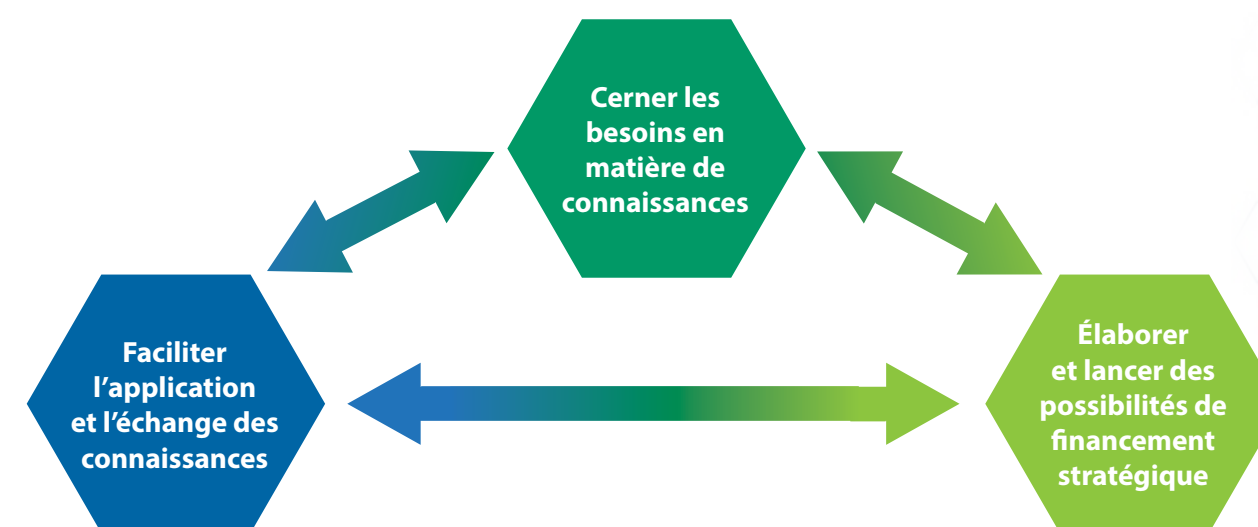 Cerner les
besoins en
matière de
connaissances
Faciliter
l'application
et l'échange des
connaissances
Élaborer
et lancer des
possibilités de
financement
stratégique